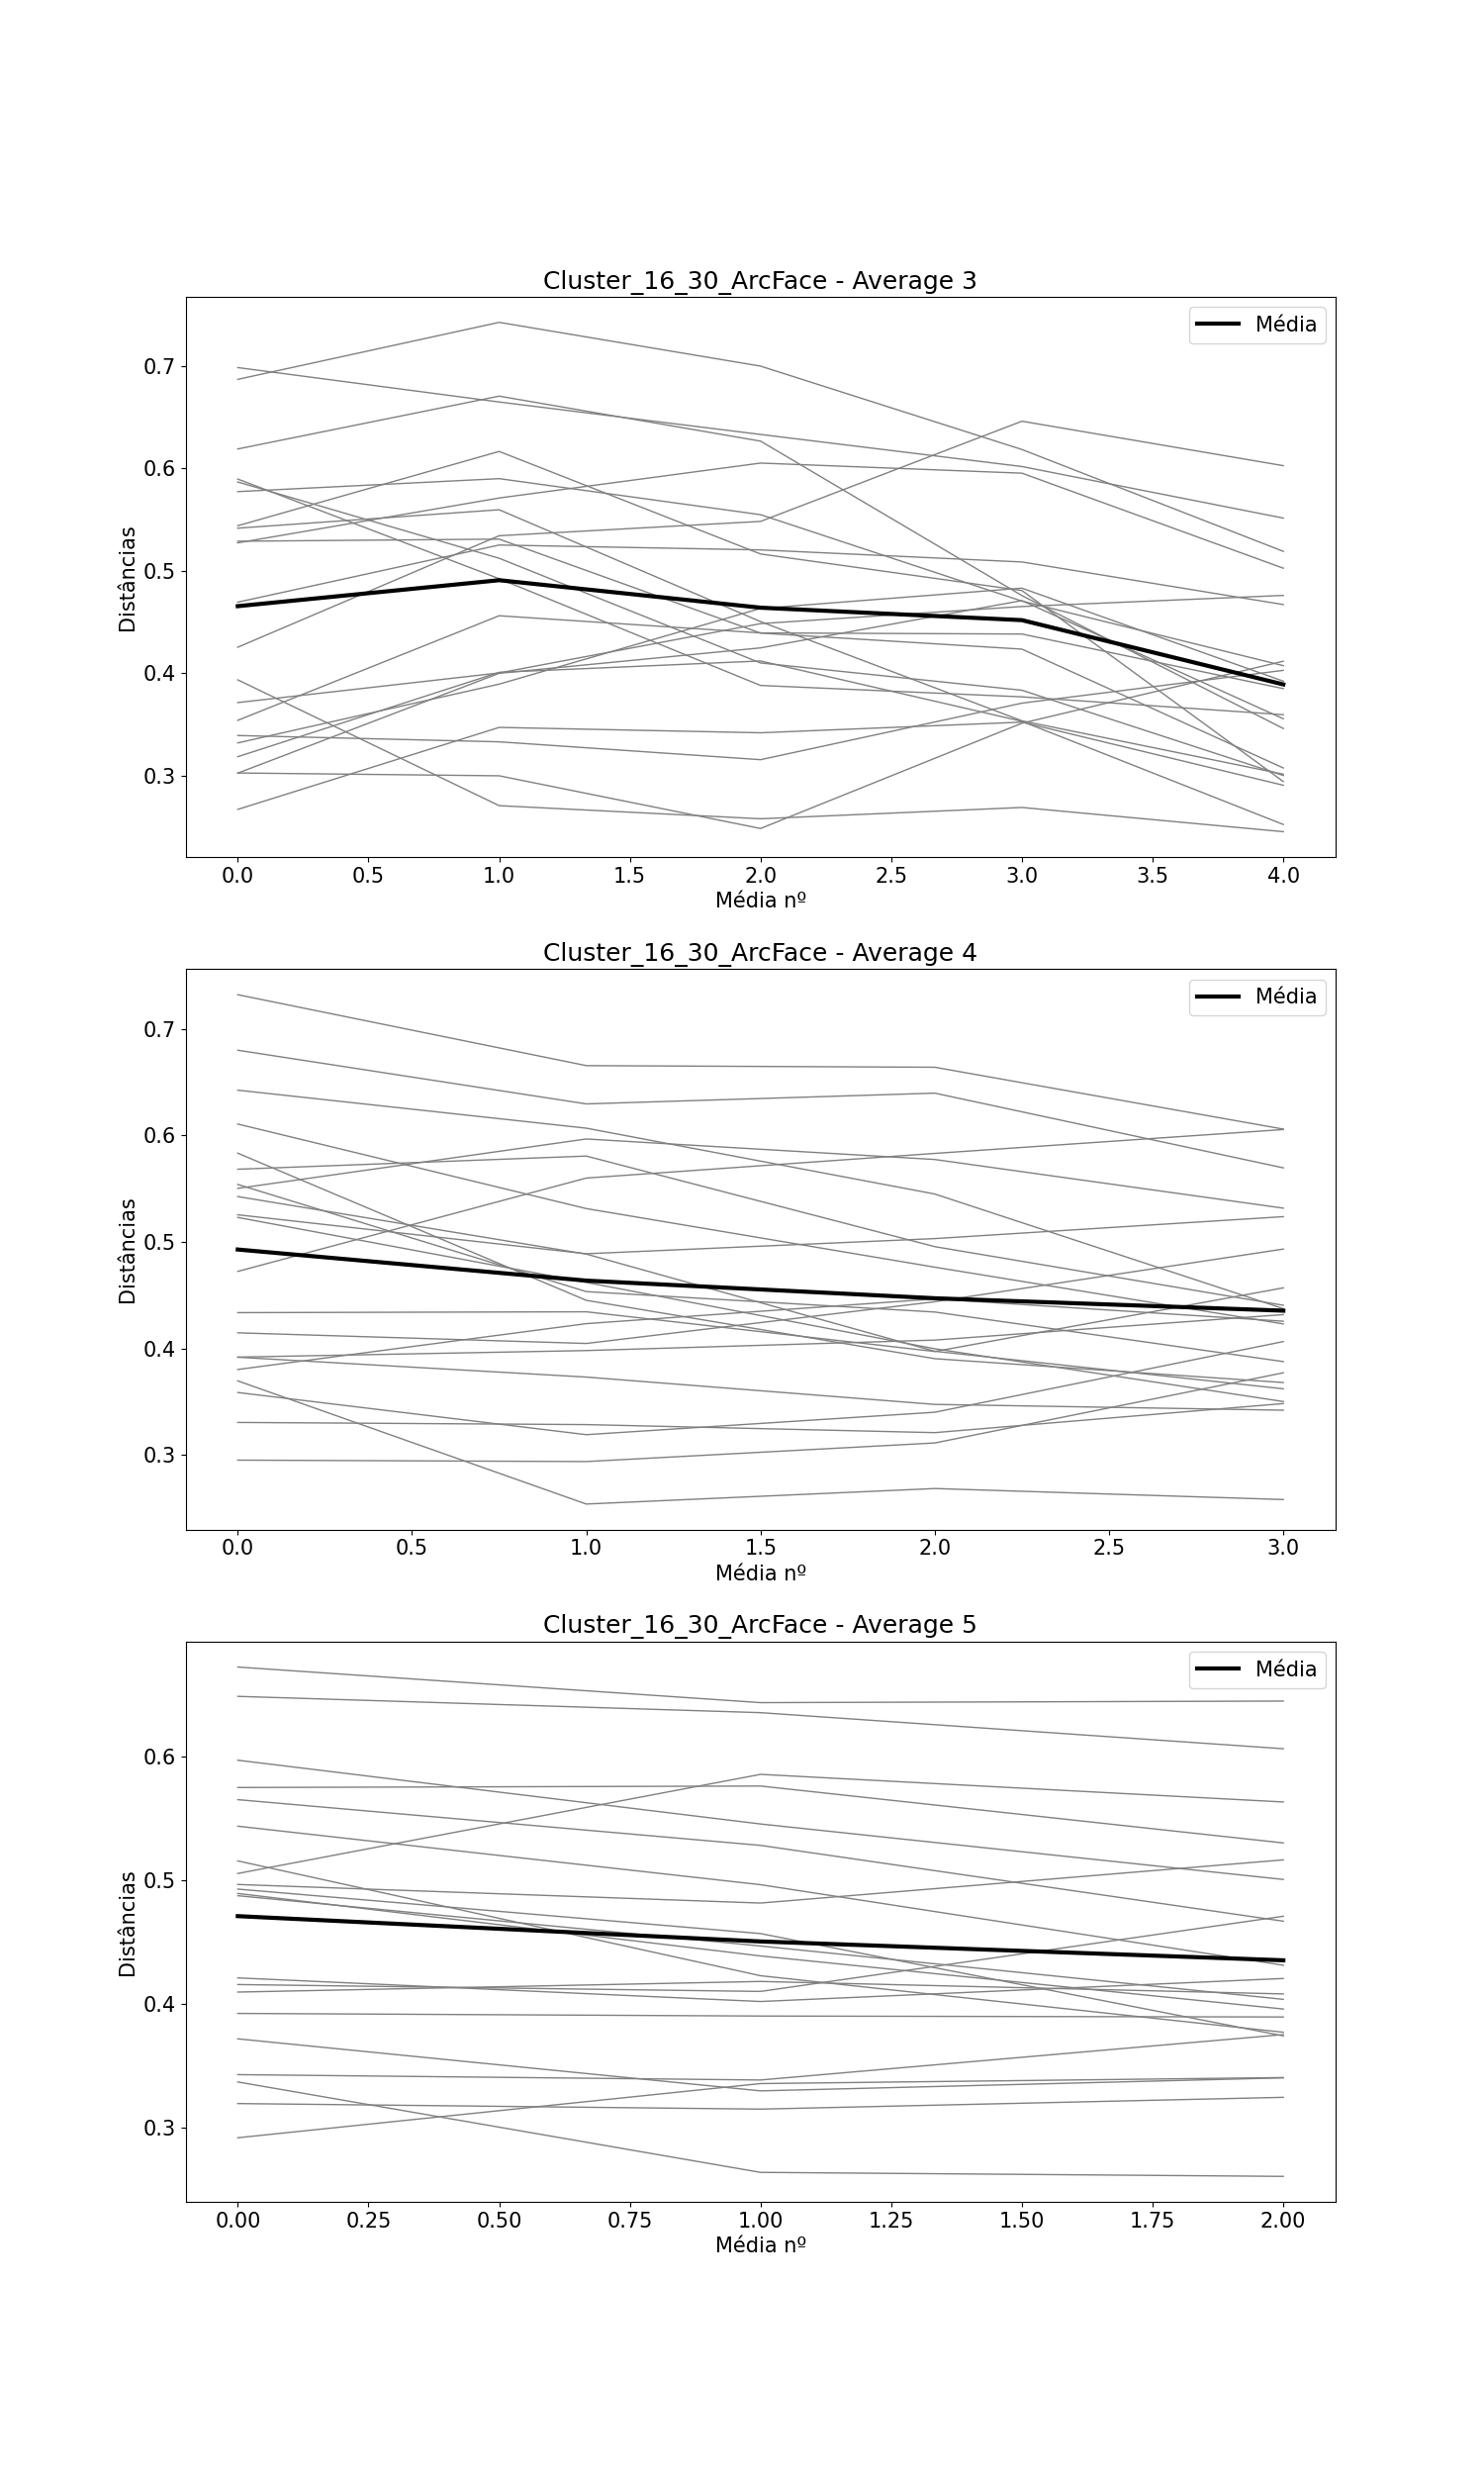 Cluster_16_30_ArcFace - Average 3
Média
0.7
0.6
0.5
0.4
0.3
Distâncias
0.0 0.5 1.0 1.5 2.0 2.5 3.0 3.5 4.0
Média nº
Cluster_16_30_ArcFace - Average 4
Média
0.7
0.6
0.5
0.4
0.3
Distâncias
0.0 0.5 1.0 1.5 2.0 2.5 3.0
Média nº
Cluster_16_30_ArcFace - Average 5
Média
0.6
0.5
0.4
0.3
Distâncias
0.00 0.25 0.50 0.75 1.00 1.25 1.50 1.75 2.00
Média nº